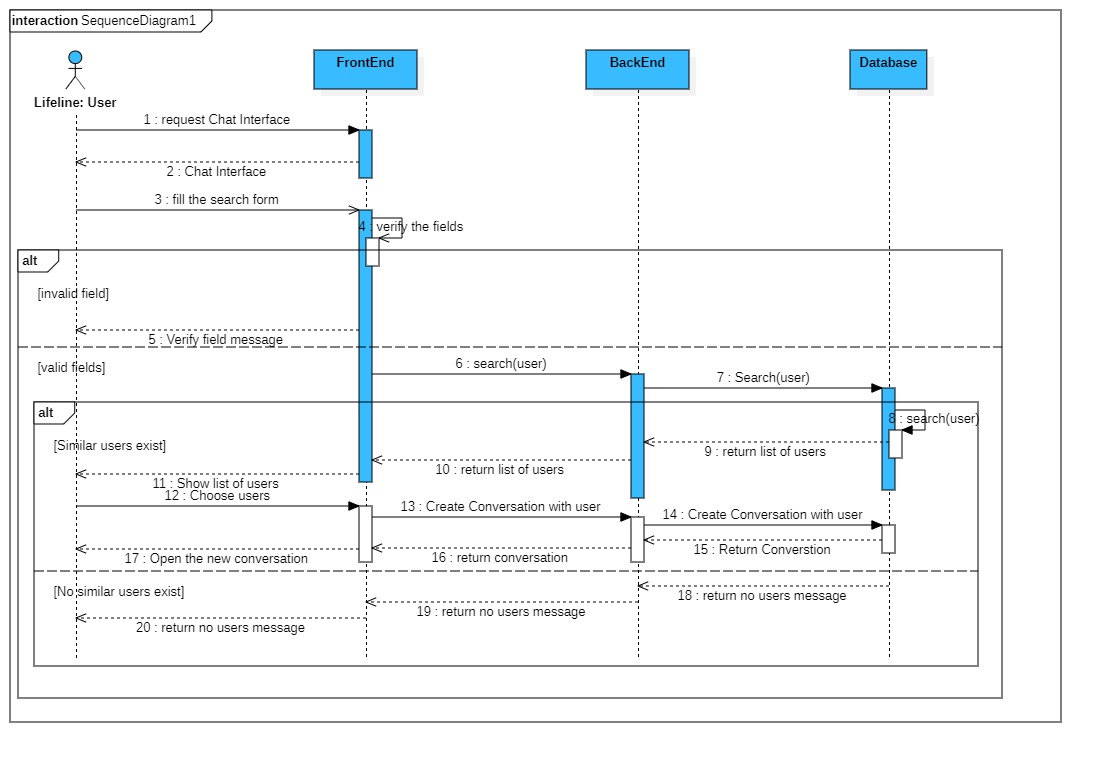 interaction SequenceDiagram1
FrontEnd
BackEnd
Database
Lifeline: User
1 : request Chat Interface
2 : Chat Interface
3 : fill the search form
4 : verify the fields
alt
[invalid field]
5 : Verify field message
[valid fields]
6 : search(user)
7 : Search(user)
alt
8 : search(user)
[Similar users exist]
9 : return list of users
10 : return list of users
11 : Show list of users
12 : Choose users
13 : Create Conversation with user
14 : Create Conversation with user
15 : Return Converstion
16 : return conversation
17 : Open the new conversation
[No similar users exist]
18 : return no users message
19 : return no users message
20 : return no users message